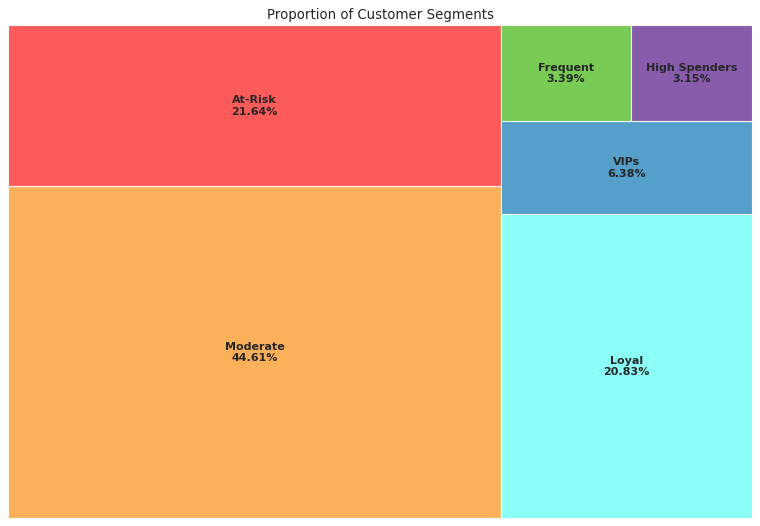 Proportion of Customer Segments
At-Risk
21.64%
Frequent
3.39%
High Spenders
3.15%
VIPs
6.38%
Moderate
44.61%
Loyal
20.83%